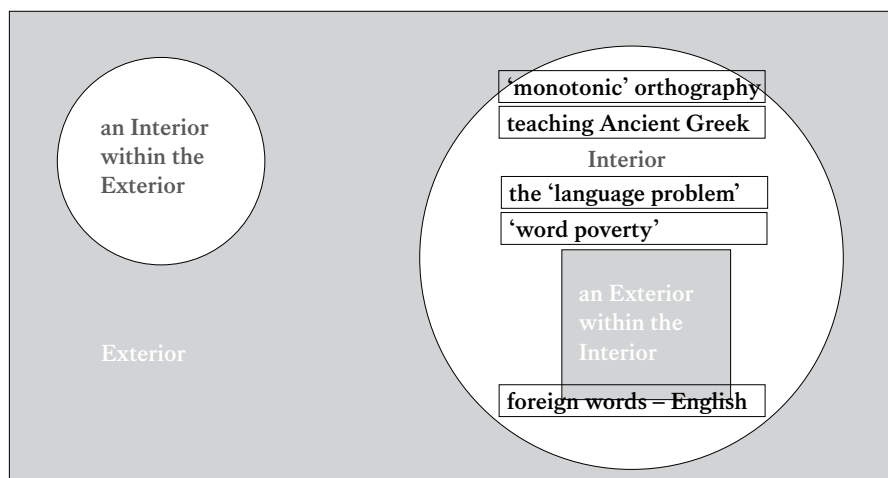 an Interior
within the
Exterior
Exterior
‘monotonic’ orthography
teaching Ancient Greek
Interior
the ‘language problem’
‘word poverty’
an Exterior
within the
Interior
foreign words – English